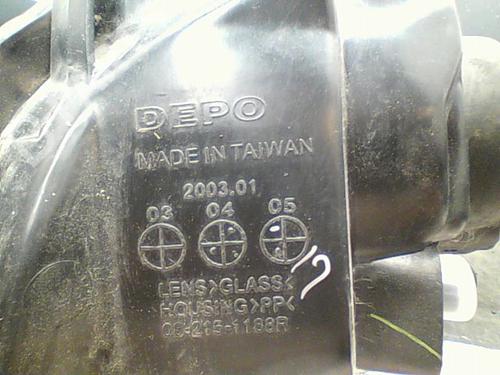 DEPO
MADE IN TAIWAN
2003.01
03 04 05
LENS>GLASS<
HOUSING>PP<